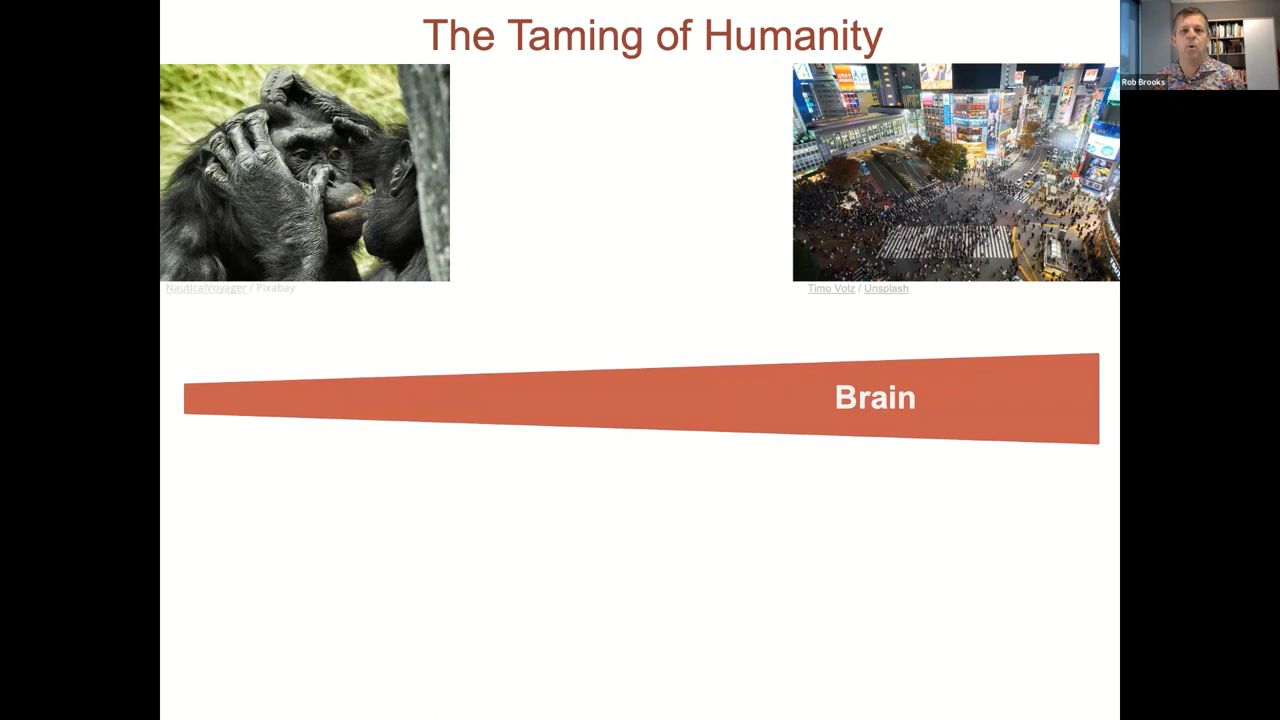 The Taming of Humanity
Rob Brooks
NauticalVoyager / Pixabay
Timo Volz / Unsplash
Brain